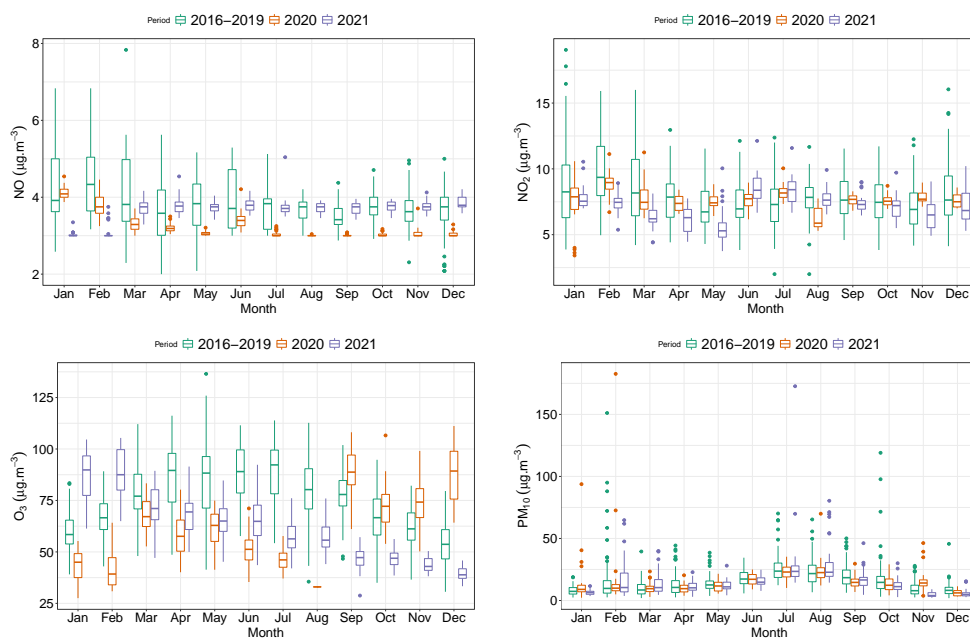 Period 2016−2019 2020 2021
NO (µg.m⁻³)
8
6
4
2
Jan Feb Mar Apr May Jun Jul Aug Sep Oct Nov Dec
Month
Period 2016−2019 2020 2021
NO₂ (µg.m⁻³)
15
10
5
Jan Feb Mar Apr May Jun Jul Aug Sep Oct Nov Dec
Month
Period 2016−2019 2020 2021
O₃ (µg.m⁻³)
125
100
75
50
25
Jan Feb Mar Apr May Jun Jul Aug Sep Oct Nov Dec
Month
Period 2016−2019 2020 2021
PM₁₀ (µg.m⁻³)
150
100
50
0
Jan Feb Mar Apr May Jun Jul Aug Sep Oct Nov Dec
Month